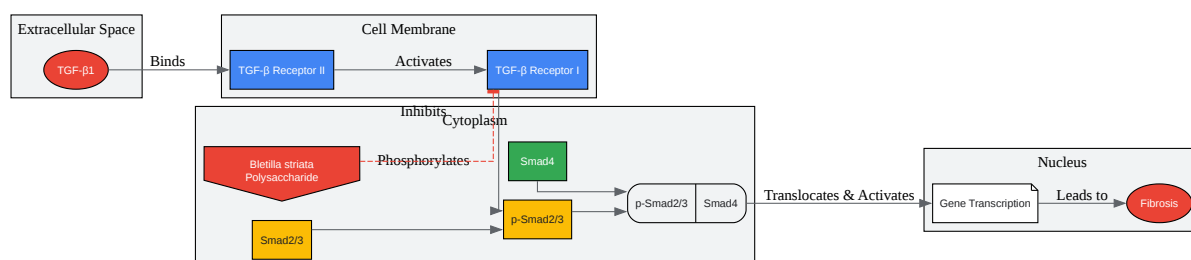 Extracellular Space
TGF-β1
Binds
Cell Membrane
TGF-β Receptor II
Activates
TGF-β Receptor I
Inhibits
Cytoplasm
Bletilla striata
Polysaccharide
Phosphorylates
Smad4
Smad2/3
p-Smad2/3
p-Smad2/3
Smad4
Translocates & Activates
Nucleus
Gene Transcription
Leads to
Fibrosis